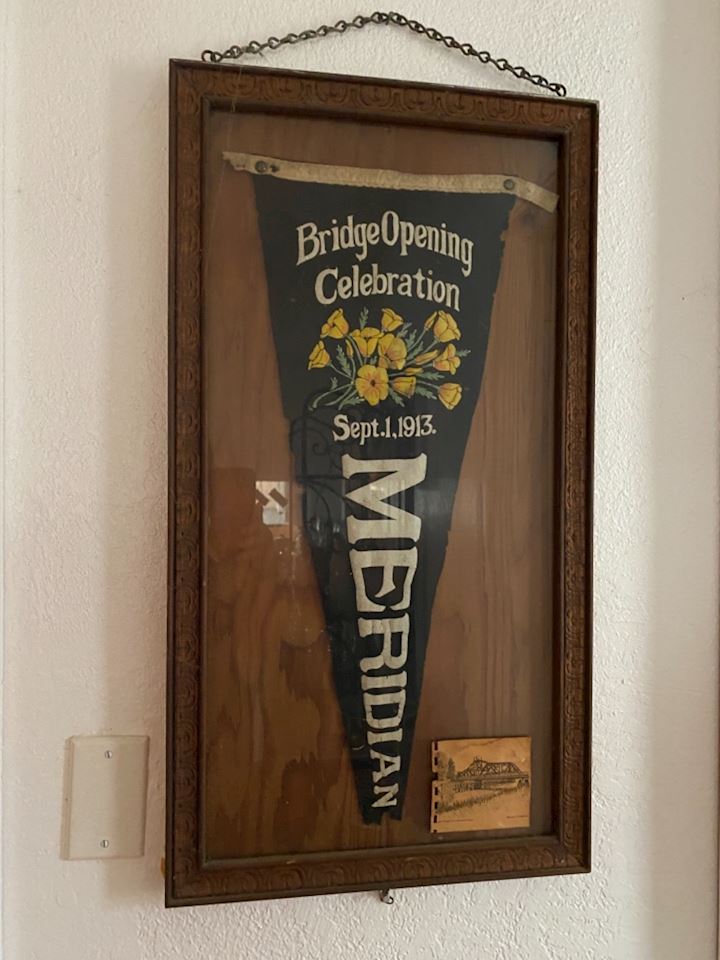 Bridge Opening
Celebration
Sept.1,1913.
MERIDIAN